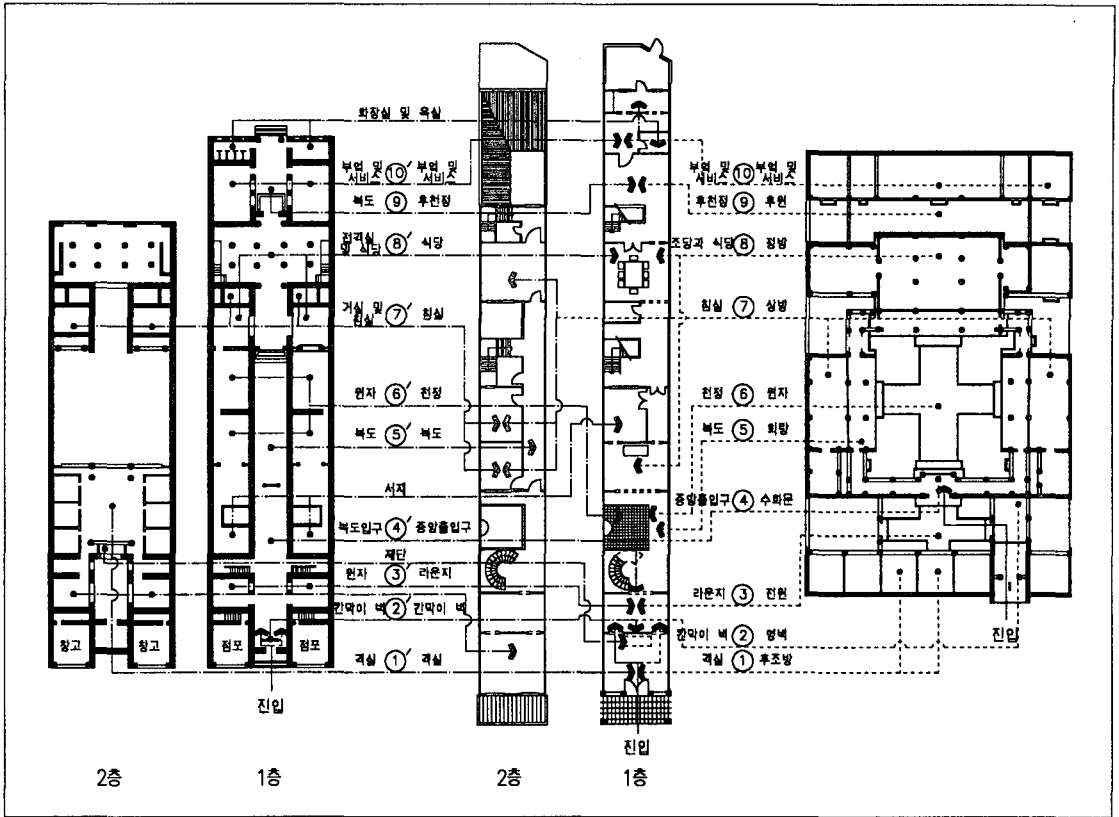 화장실 및 욕실
부엌 및 서비스 10′ 부엌 및 서비스
복도 9′ 후천정
접객실 및 식당 8′ 식당
거실 및 침실 7′ 침실
원자 6′ 천정
복도 5′ 복도
서재
복도입구 4′ 중앙출입구
제단
원자 3′ 라운지
칸막이 벽 2′ 칸막이 벽
격실 1′ 격실
부엌 및 서비스 10 부엌 및 서비스
후천정 9 후원
조당과 식당 8 정방
침실 7 상방
천정 6 원자
복도 5 회랑
중앙출입구 4 수화문
라운지 3 전원
칸막이 벽 2 영벽
격실 1 후조방
창고 창고
점포 점포
진입
진입
진입
2층 1층 2층 1층